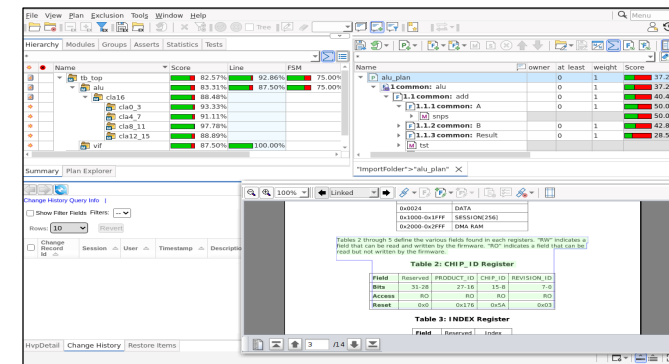 File View Plan Exclusion Tools Window Help
Menu
Tree
Hierarchy Modules Groups Asserts Statistics Tests
Name Score Line FSM
tb_top 82.57% 92.86% 75.00%
alu 83.31% 87.50% 75.00%
cla16 88.48%
cla0_3 93.33%
cla4_7 91.11%
cla8_11 97.78%
cla12_15 88.89%
vif 87.50% 100.00%
Name owner at least weight Score
alu_plan 0 1 37.2
1 common: alu 0 1 37.2
1.1 common: add 0 1 40.4
1.1.1 common: A 0 1 50.0
snps 50.0
1.1.2 common: B 0 1 42.8
1.1.3 common: Result 0 1 28.5
tst
"ImportFolder">"alu_plan"
Summary Plan Explorer
Change History Query Info.
Show Filter Fields Filters: --
Rows: 10 Revert
Change Record Id Session User Timestamp Descriptio
100% Linked
0x0024 DATA
0x1000-0x1FFF SESSION[256]
0x2000-0x2FFF DMA RAM
Tables 2 through 5 define the various fields found in each registers. "RW" indicates a
field that can be read and written by the firmware. "RO" indicates a field that can be
read but not written by the firmware.
Table 2: CHIP_ID Register
Field Reserved PRODUCT_ID CHIP_ID REVISION_ID
Bits 31-28 27-16 15-8 7-0
Access RO RO RO RO
Reset 0x0 0x176 0x5A 0x03
Table 3: INDEX Register
Field Reserved Index
3 /14
HvpDetail Change History Restore Items